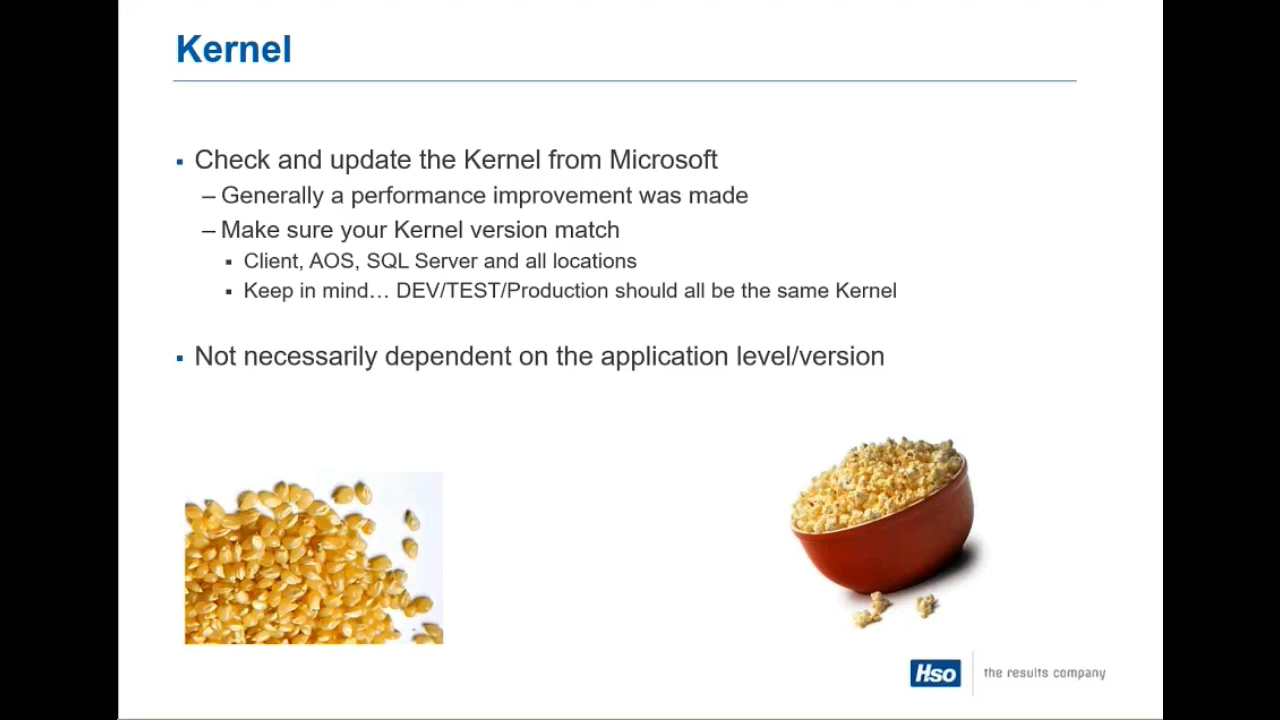 Kernel
▪ Check and update the Kernel from Microsoft
– Generally a performance improvement was made
– Make sure your Kernel version match
▪ Client, AOS, SQL Server and all locations
▪ Keep in mind… DEV/TEST/Production should all be the same Kernel
▪ Not necessarily dependent on the application level/version
Hso the results company